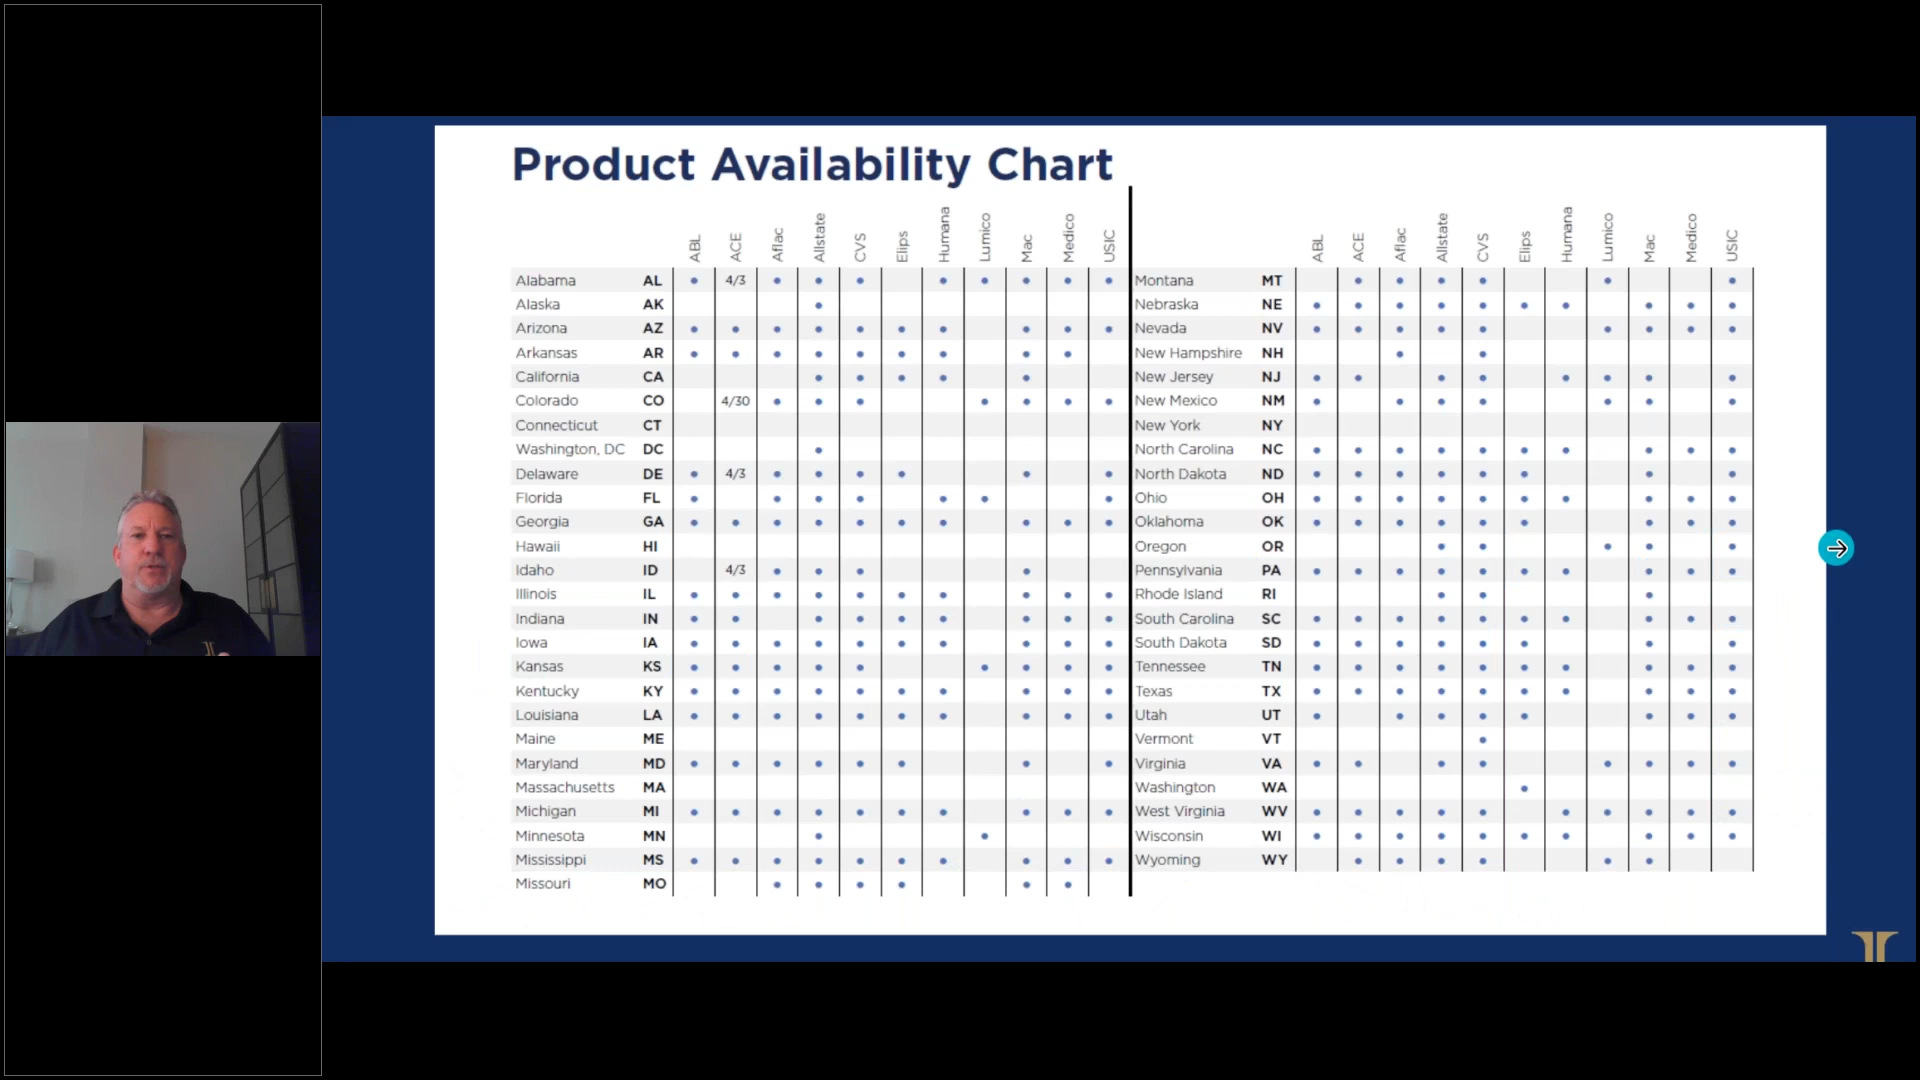 Product Availability Chart
ABL ACE Aflac Allstate CVS Elips Humana Lumico Mac Medico USIC
Alabama AL • 4/3 • • • • • • • •
Alaska AK •
Arizona AZ • • • • • • • • • •
Arkansas AR • • • • • • • • •
California CA • • • • •
Colorado CO 4/30 • • • • • • •
Connecticut CT
Washington, DC DC •
Delaware DE • 4/3 • • • • • •
Florida FL • • • • • • •
Georgia GA • • • • • • • • • •
Hawaii HI
Idaho ID 4/3 • • • •
Illinois IL • • • • • • • • • •
Indiana IN • • • • • • • • •
Iowa IA • • • • • • • • • •
Kansas KS • • • • • • • • •
Kentucky KY • • • • • • • • • •
Louisiana LA • • • • • • • • • •
Maine ME
Maryland MD • • • • • • • •
Massachusetts MA
Michigan MI • • • • • • • • • •
Minnesota MN • •
Mississippi MS • • • • • • • • • •
Missouri MO • • • • • •
ABL ACE Aflac Allstate CVS Elips Humana Lumico Mac Medico USIC
Montana MT • • • • • •
Nebraska NE • • • • • • • • • •
Nevada NV • • • • • • • • •
New Hampshire NH • •
New Jersey NJ • • • • • • • •
New Mexico NM • • • • • • •
New York NY
North Carolina NC • • • • • • • • • •
North Dakota ND • • • • • • • •
Ohio OH • • • • • • • • • •
Oklahoma OK • • • • • • • • •
Oregon OR • • • • •
Pennsylvania PA • • • • • • • • • •
Rhode Island RI • • •
South Carolina SC • • • • • • • • • •
South Dakota SD • • • • • • • •
Tennessee TN • • • • • • • • • •
Texas TX • • • • • • • • • •
Utah UT • • • • • • • •
Vermont VT •
Virginia VA • • • • • • • •
Washington WA •
West Virginia WV • • • • • • • • • •
Wisconsin WI • • • • • • • • • •
Wyoming WY • • • • • •